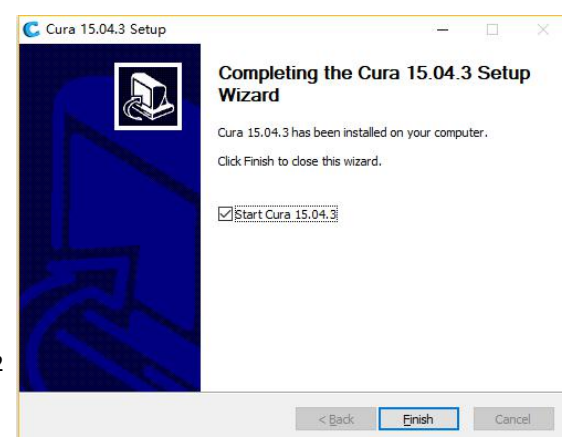 Cura 15.04.3 Setup
Completing the Cura 15.04.3 Setup
Wizard
Cura 15.04.3 has been installed on your computer.
Click Finish to close this wizard.
Start Cura 15.04.3
2
< Back Finish Cancel